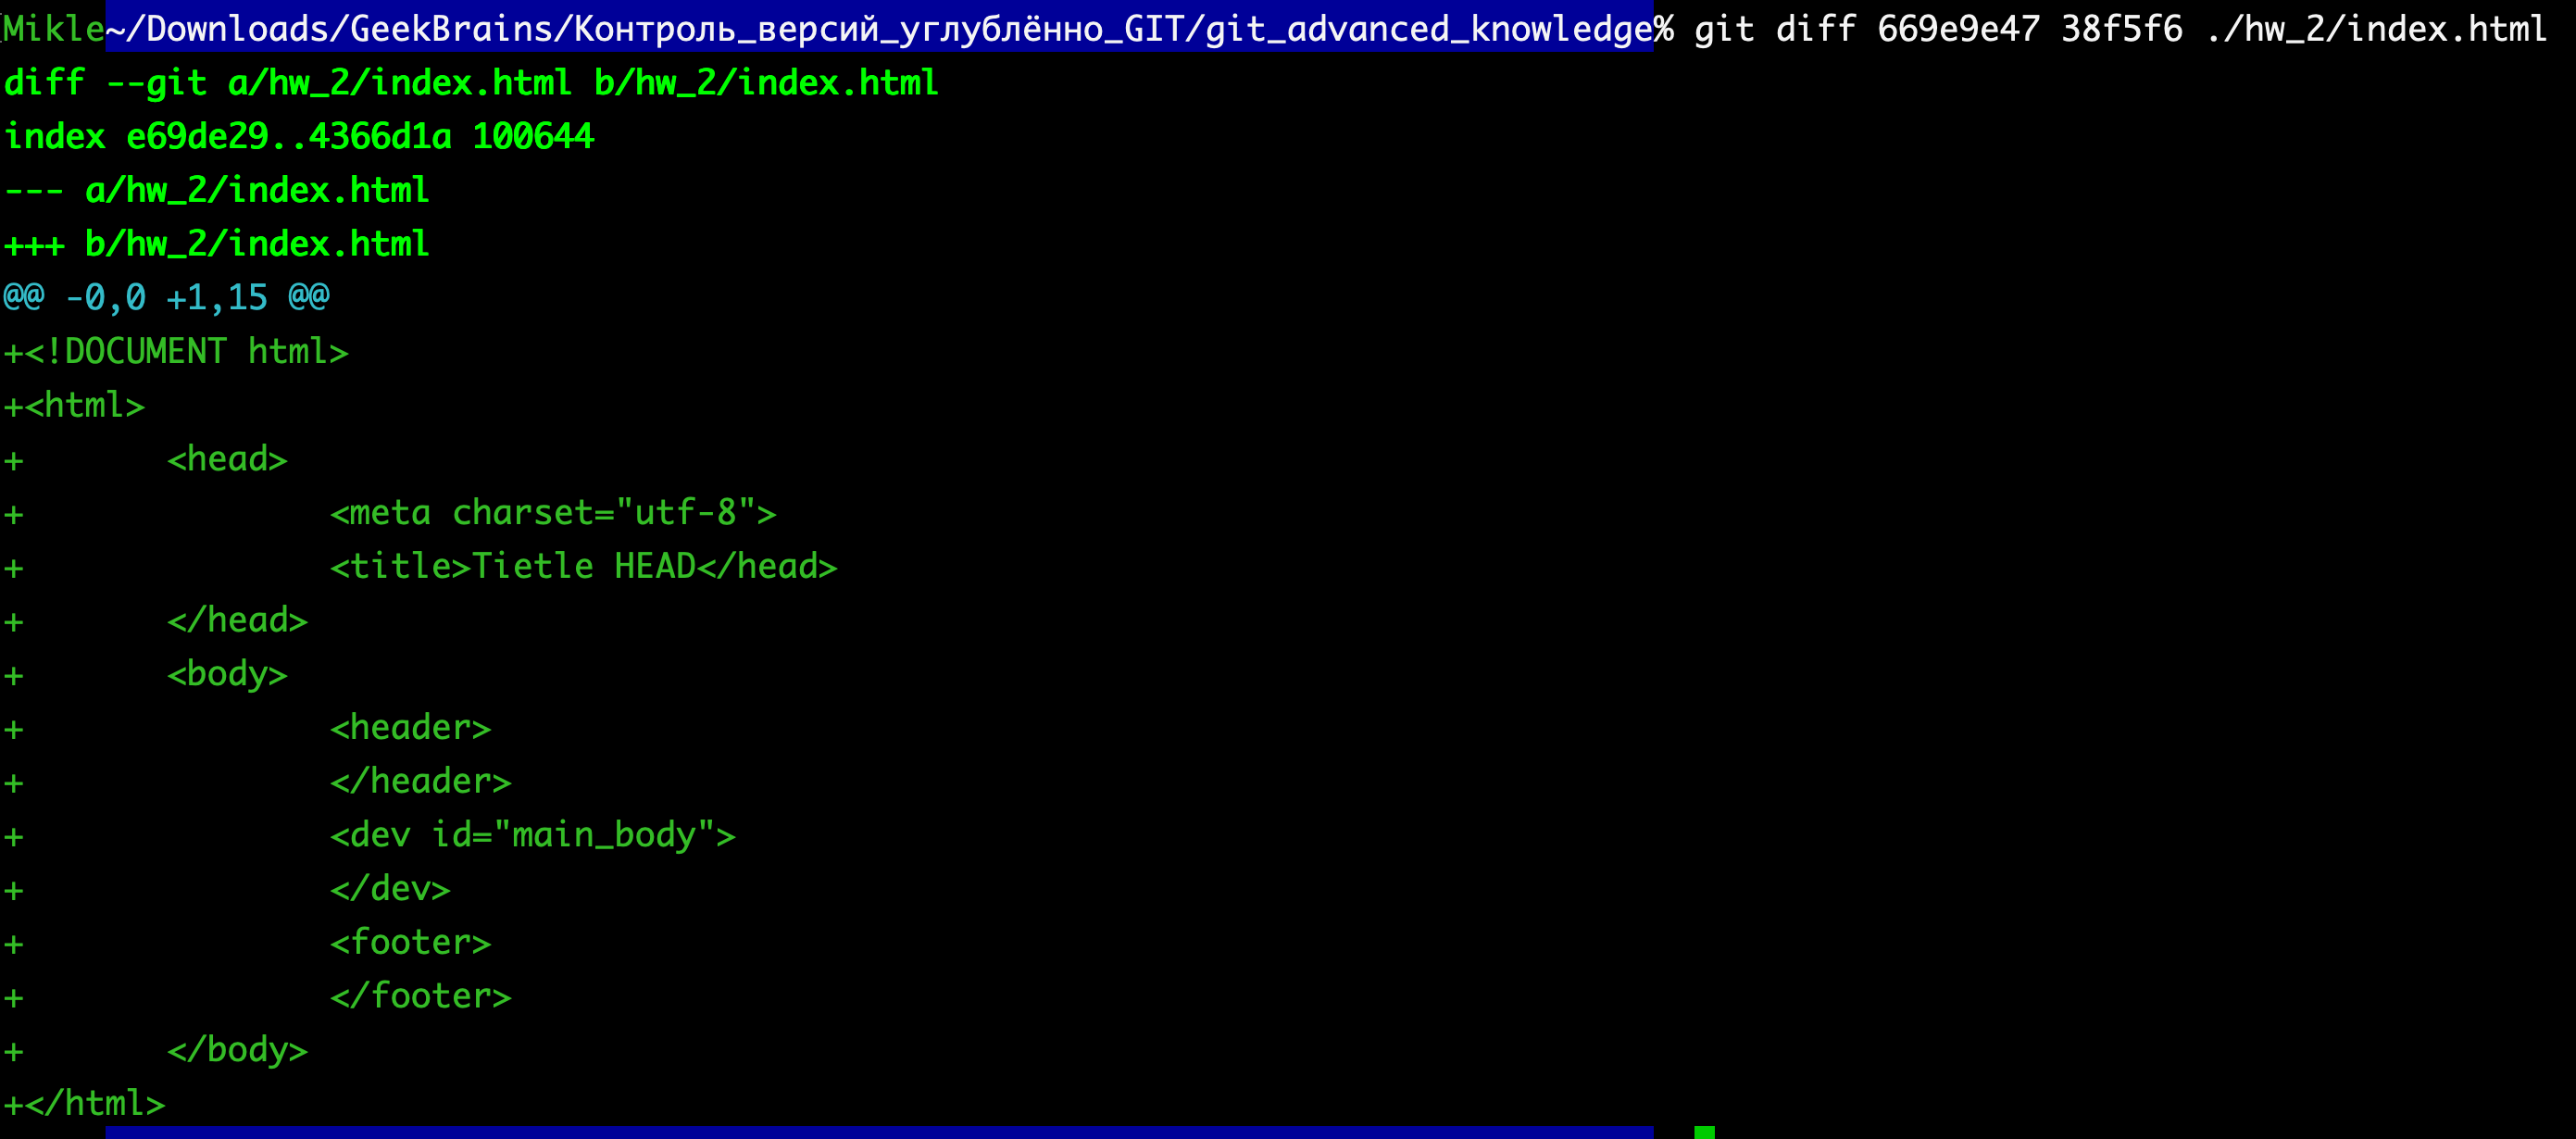 Mikle~/Downloads/GeekBrains/Контроль_версий_углублённо_GIT/git_advanced_knowledge% git diff 669e9e47 38f5f6 ./hw_2/index.html
diff --git a/hw_2/index.html b/hw_2/index.html
index e69de29..4366d1a 100644
--- a/hw_2/index.html
+++ b/hw_2/index.html
@@ -0,0 +1,15 @@
+<!DOCUMENT html>
+<html>
+       <head>
+               <meta charset="utf-8">
+               <title>Tietle HEAD</head>
+       </head>
+       <body>
+               <header>
+               </header>
+               <dev id="main_body">
+               </dev>
+               <footer>
+               </footer>
+       </body>
+</html>